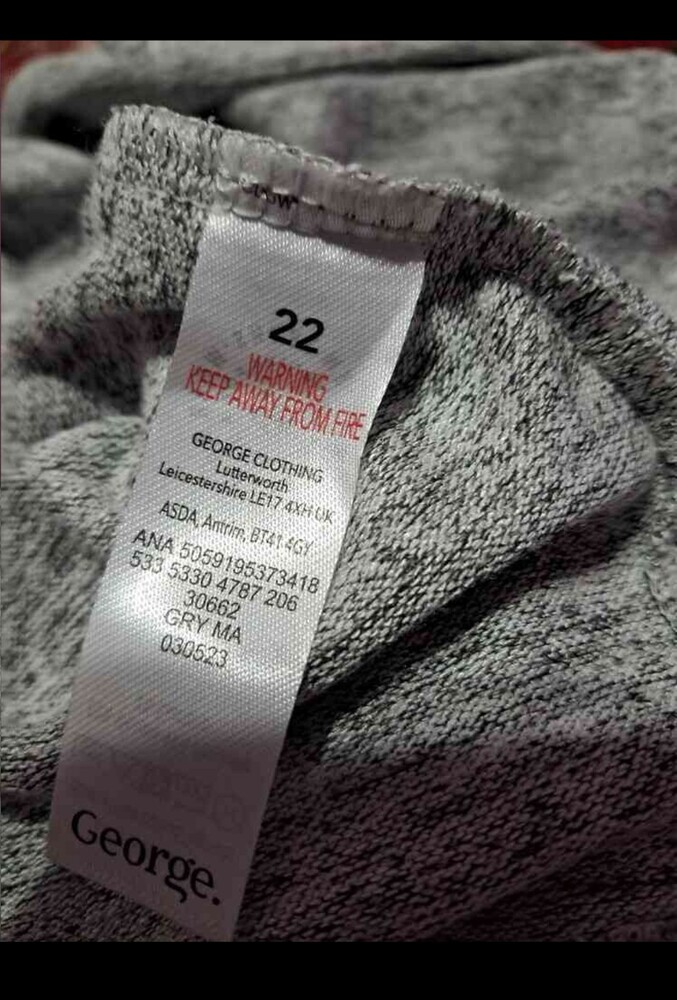 22
WARNING
KEEP AWAY FROM FIRE
GEORGE CLOTHING
Lutterworth
Leicestershire LE17 4XH UK
ASDA, Antrim, BT41 4GY
ANA 5059195373418
533 5330 4787 206
30662
GRY MA
030523
George.